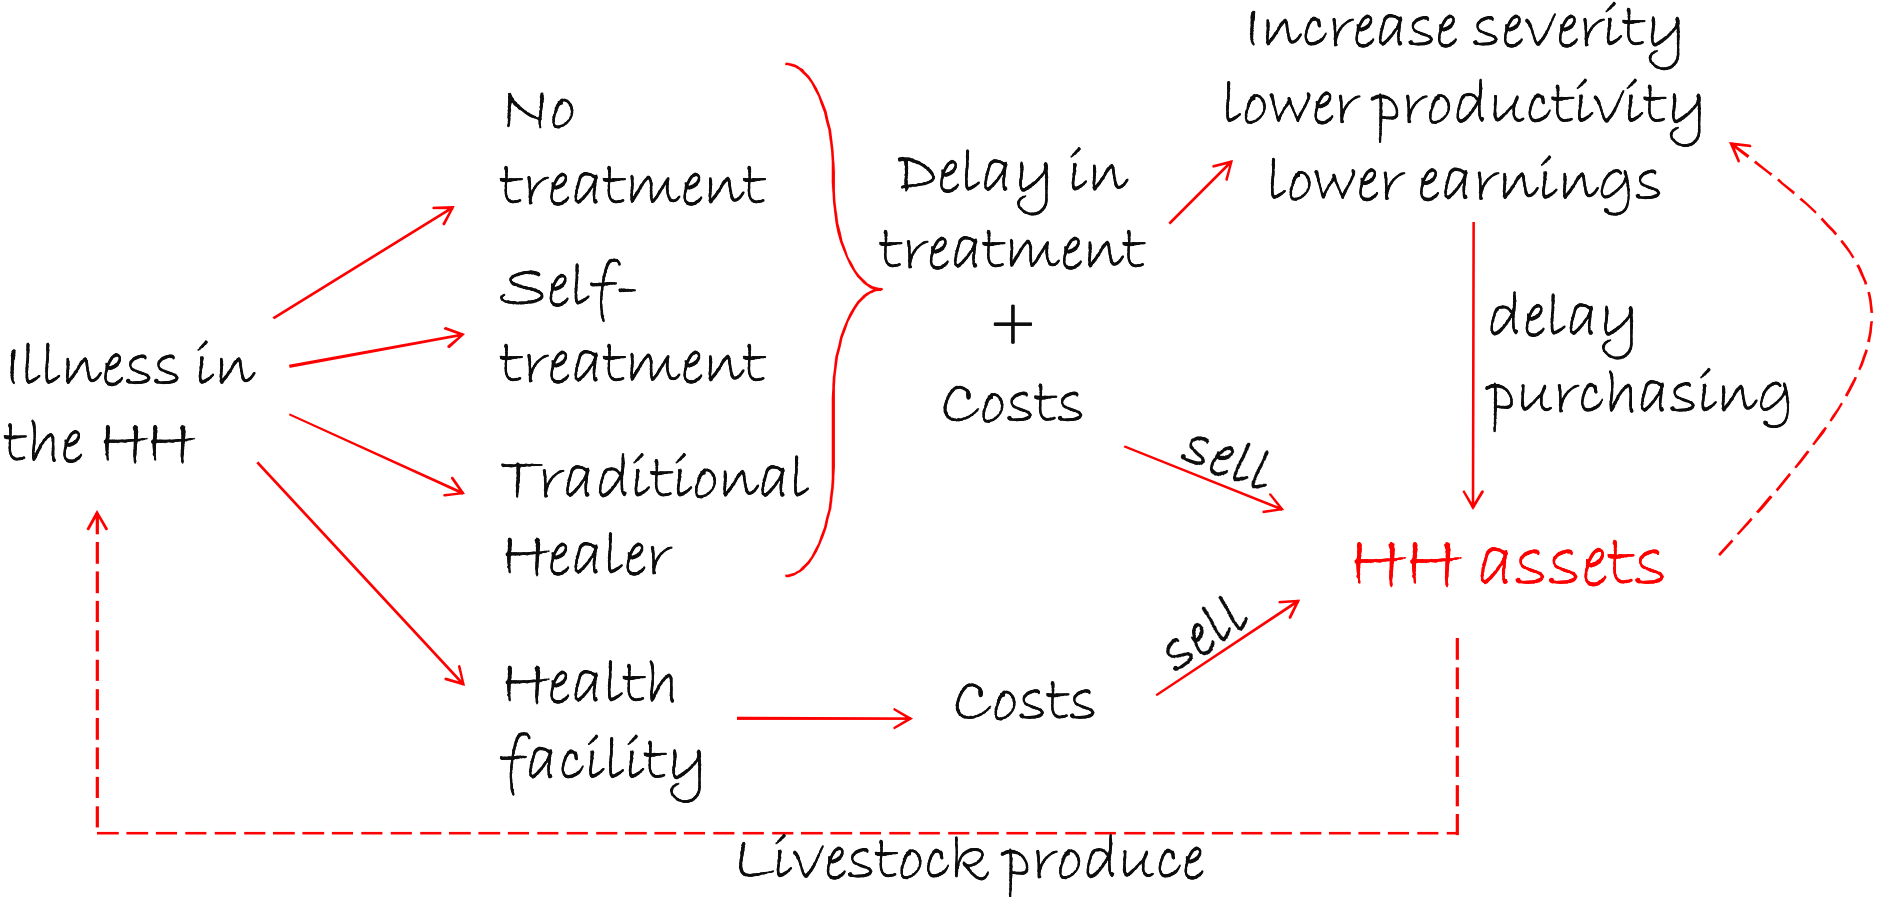 Illness in
the HH
No
treatment
Self-
treatment
Traditional
Healer
Health
facility
Delay in
treatment
+
Costs
Costs
sell
sell
Increase severity
lower productivity
lower earnings
delay
purchasing
HH assets
Livestock produce